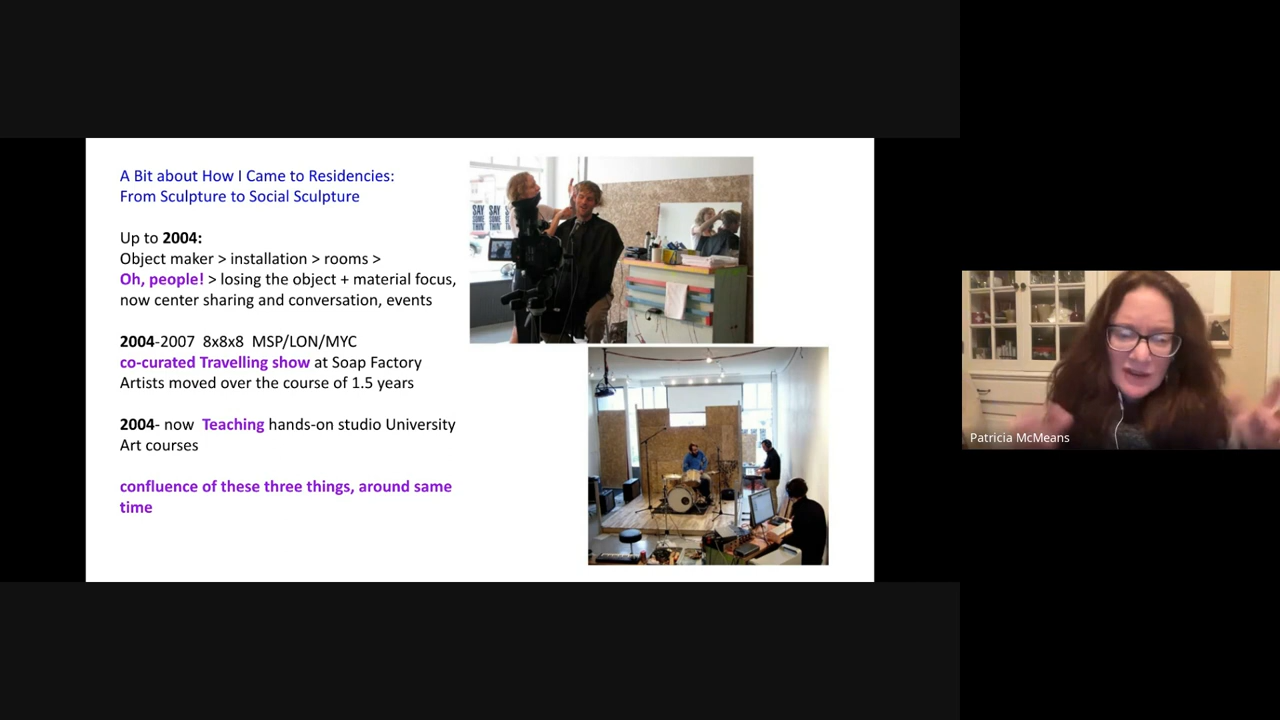 A Bit about How I Came to Residencies:
From Sculpture to Social Sculpture
Up to 2004:
Object maker > installation > rooms >
Oh, people! > losing the object + material focus,
now center sharing and conversation, events
2004-2007 8x8x8 MSP/LON/MYC
co-curated Travelling show at Soap Factory
Artists moved over the course of 1.5 years
2004- now Teaching hands-on studio University
Art courses
confluence of these three things, around same
time
SAY
SOME
THIN'
Patricia McMeans